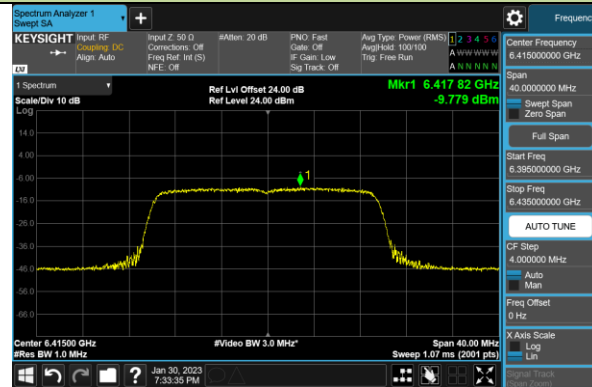 Spectrum Analyzer 1
Swept SA
+
Frequenc
KEYSIGHT
Input: RF
Coupling: DC
Align: Auto
Input Z: 50 Ω
Corrections: Off
Freq Ref: Int (S)
NFE: Off
#Atten: 20 dB
PNO: Fast
Gate: Off
IF Gain: Low
Sig Track: Off
Avg Type: Power (RMS)
Avg|Hold: 100/100
Trig: Free Run
1 2 3 4 5 6
A W W W W W
A N N N N N
LXI
1 Spectrum
Scale/Div 10 dB
Log
Ref Lvl Offset 24.00 dB
Ref Level 24.00 dBm
Mkr1 6.417 82 GHz
-9.779 dBm
14.0
4.00
-6.00
-16.0
-26.0
-36.0
-46.0
-56.0
-66.0
1
Center 6.41500 GHz
#Res BW 1.0 MHz
#Video BW 3.0 MHz*
Span 40.00 MHz
Sweep 1.07 ms (2001 pts)
Center Frequency
6.415000000 GHz
Span
40.0000000 MHz
Swept Span
Zero Span
Full Span
Start Freq
6.395000000 GHz
Stop Freq
6.435000000 GHz
AUTO TUNE
CF Step
4.000000 MHz
Auto
Man
Freq Offset
0 Hz
X Axis Scale
Log
Lin
Signal Track
(Span Zoom)
?
Jan 30, 2023
7:33:35 PM